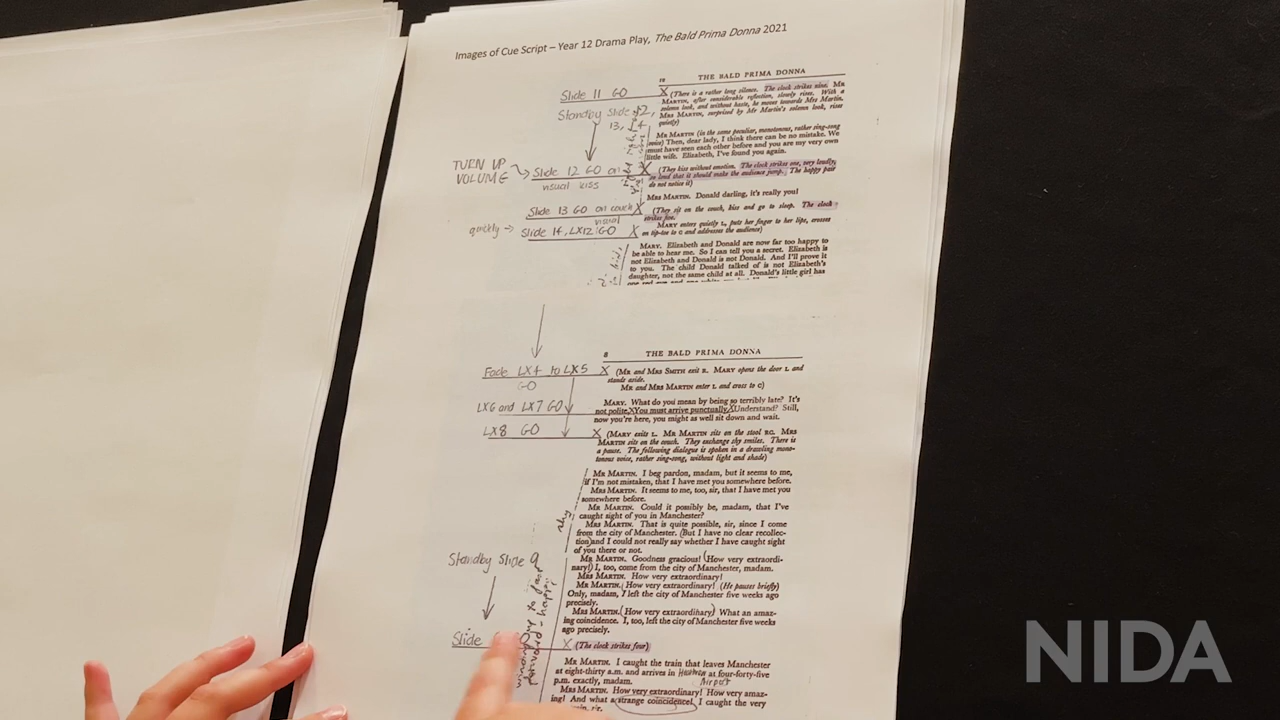 Images of Cue Script – Year 12 Drama Play, The Bald Prima Donna 2021
10 THE BALD PRIMA DONNA
Slide 11 GO
X (There is a rather long silence. The clock strikes nine. MR
MARTIN, after considerable reflection, slowly rises. With a
solemn look, and without haste, he moves towards Mrs Martin.
MRS MARTIN, surprised by Mr Martin's solemn look, rises
quietly)
Standby Slide 12,
13, 14
MR MARTIN (in the same peculiar, monotonous, rather sing-song
voice) Then, dear lady, I think there can be no mistake. We
must have seen each other before and you are my very own
little wife. Elizabeth, I've found you again.
TURN UP
VOLUME
Slide 12 GO on
visual kiss
X (They kiss without emotion. The clock strikes one, very loudly,
so loud that it should make the audience jump. The happy pair
do not notice it)
MRS MARTIN. Donald darling, it's really you!
Slide 13 GO on couch X
visual
(They sit on the couch, kiss and go to sleep. The clock
strikes five.
quickly → Slide 14, LX12 GO X
MARY enters quietly L, puts her finger to her lips, crosses
on tip-toe to C and addresses the audience)
MARY. Elizabeth and Donald are now far too happy to
be able to hear me. So I can tell you a secret. Elizabeth is
not Elizabeth and Donald is not Donald. And I'll prove it
to you. The child Donald talked of is not Elizabeth's
daughter, not the same child at all. Donald's little girl has
8 THE BALD PRIMA DONNA
Fade LX4 to LX5 X
GO
(MR and MRS SMITH exit R. MARY opens the door L and
stands aside.
MR and MRS MARTIN enter L and cross to C)
MARY. What do you mean by being so terribly late? It's
LX6 and LX7 GO
not polite. X You must arrive punctually. X Understand? Still,
now you're here, you might as well sit down and wait.
LX8 GO
X (MARY exits L. MR MARTIN sits on the stool RC. MRS
MARTIN sits on the couch. They exchange shy smiles. There is
a pause. The following dialogue is spoken in a drawling mono-
tonous voice, rather sing-song, without light and shade)
MR MARTIN. I beg pardon, madam, but it seems to me,
if I'm not mistaken, that I have met you somewhere before.
MRS MARTIN. It seems to me, too, sir, that I have met you
somewhere before.
MR MARTIN. Could it possibly be, madam, that I've
caught sight of you in Manchester?
shy
MRS MARTIN. That is quite possible, sir, since I come
from the city of Manchester. (But I have no clear recollec-
tion) and I could not really say whether I have caught sight
of you there or not.
Standby Slide 9
MR MARTIN. Goodness gracious! (How very extraordi-
nary!) I, too, come from the city of Manchester, madam.
MRS MARTIN. How very extraordinary!
MR MARTIN. (How very extraordinary! (He pauses briefly)
Only, madam, I left the city of Manchester five weeks ago
precisely.
MRS MARTIN. (How very extraordinary) What an amaz-
ing coincidence. I, too, left the city of Manchester five weeks
ago precisely.
Slide
X (The clock strikes four)
MR MARTIN. I caught the train that leaves Manchester
at eight-thirty a.m. and arrives in Heathrow at four-forty-five
Airport
p.m. exactly, madam.
MRS MARTIN. How very extraordinary! How very amaz-
ing! And what a strange coincidence! I caught the very
sir.
NIDA